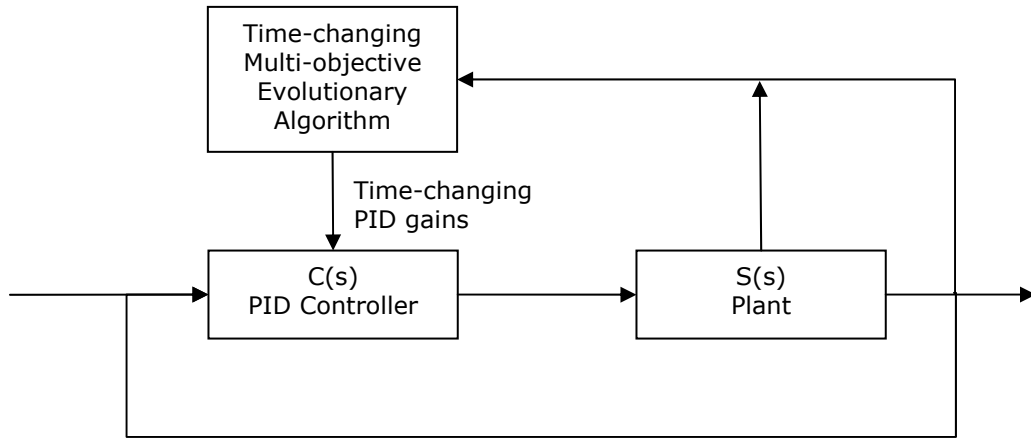 Time-changing
Multi-objective
Evolutionary
Algorithm
Time-changing
PID gains
C(s)
PID Controller
S(s)
Plant